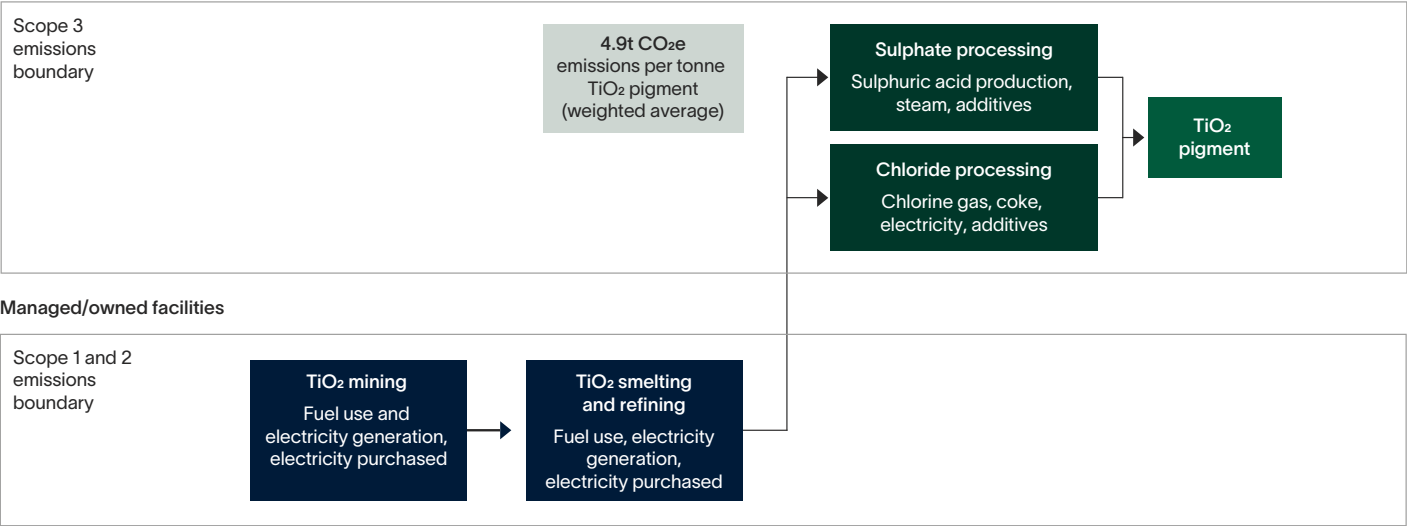 Scope 3
emissions
boundary
4.9t CO₂e
emissions per tonne
TiO₂ pigment
(weighted average)
Sulphate processing
Sulphuric acid production,
steam, additives
Chloride processing
Chlorine gas, coke,
electricity, additives
TiO₂
pigment
Managed/owned facilities
Scope 1 and 2
emissions
boundary
TiO₂ mining
Fuel use and
electricity generation,
electricity purchased
TiO₂ smelting
and refining
Fuel use, electricity
generation,
electricity purchased